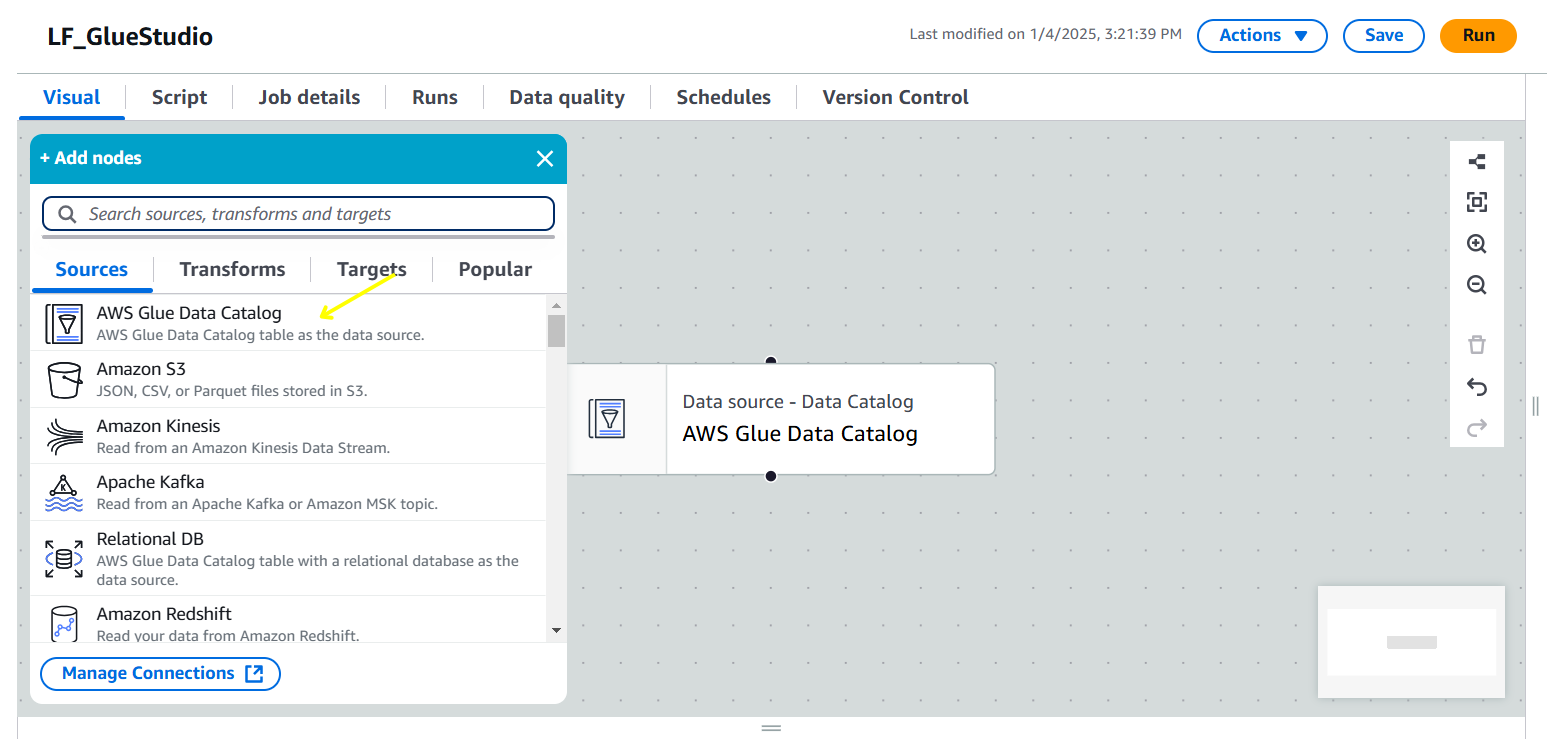 LF_GlueStudio
Last modified on 1/4/2025, 3:21:39 PM
Actions
Save
Run
Visual
Script
Job details
Runs
Data quality
Schedules
Version Control
+ Add nodes
Search sources, transforms and targets
Sources
Transforms
Targets
Popular
AWS Glue Data Catalog
AWS Glue Data Catalog table as the data source.
Amazon S3
JSON, CSV, or Parquet files stored in S3.
Amazon Kinesis
Read from an Amazon Kinesis Data Stream.
Apache Kafka
Read from an Apache Kafka or Amazon MSK topic.
Relational DB
AWS Glue Data Catalog table with a relational database as the
data source.
Amazon Redshift
Read your data from Amazon Redshift.
Manage Connections
Data source - Data Catalog
AWS Glue Data Catalog